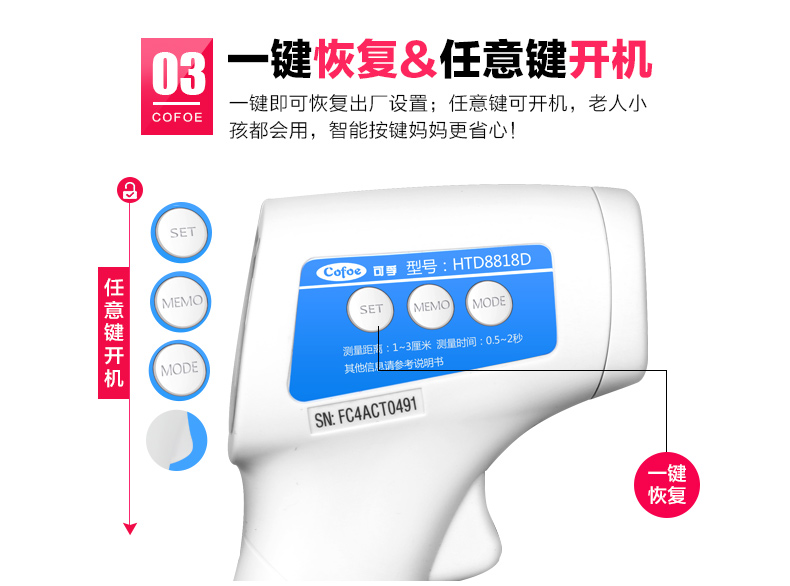 03
COFOE
一键恢复&任意键开机
一键即可恢复出厂设置；任意键可开机，老人小
孩都会用，智能按键妈妈更省心！
任意键开机
SET
MEMO
MODE
Cofoe 可孚 型号：HTD8818D
SET MEMO MODE
测量距离：1~3厘米 测量时间：0.5~2秒
其他信息请参考说明书
SN: FC4ACT0491
一键
恢复